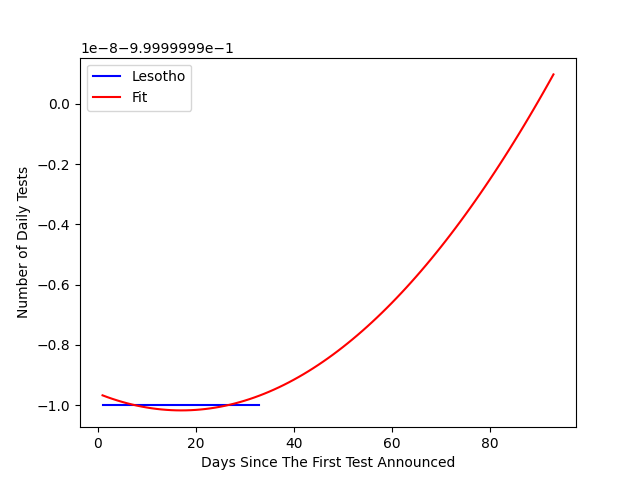 1e−8−9.9999999e−1
Lesotho
Fit
0.0
−0.2
−0.4
−0.6
−0.8
−1.0
Number of Daily Tests
0 20 40 60 80
Days Since The First Test Announced